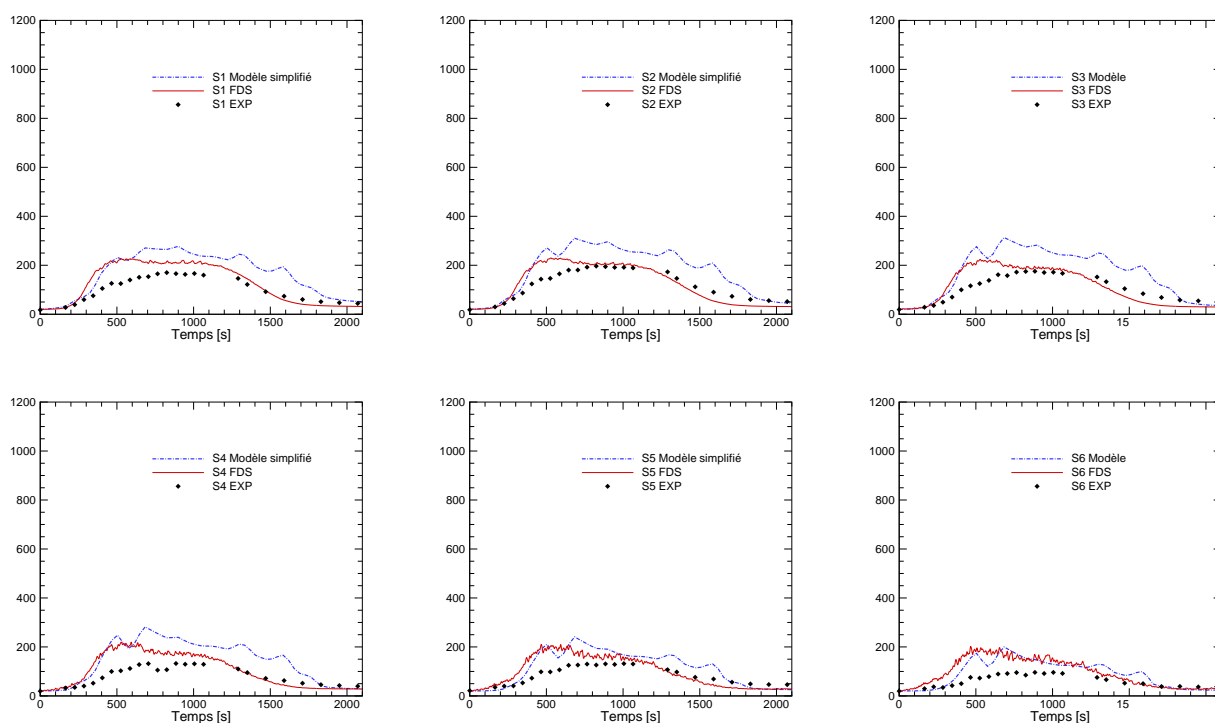 1200
1000
800
600
400
200
0
S1 Modèle simplifié
S1 FDS
S1 EXP
0 500 1000 1500 2000
Temps [s]
1200
1000
800
600
400
200
0
S2 Modèle simplifié
S2 FDS
S2 EXP
0 500 1000 1500 2000
Temps [s]
1200
1000
800
600
400
200
0
S3 Modèle
S3 FDS
S3 EXP
0 500 1000 15
Temps [s]
1200
1000
800
600
400
200
0
S4 Modèle simplifié
S4 FDS
S4 EXP
0 500 1000 1500 2000
Temps [s]
1200
1000
800
600
400
200
0
S5 Modèle simplifié
S5 FDS
S5 EXP
0 500 1000 1500 2000
Temps [s]
1200
1000
800
600
400
200
0
S6 Modèle
S6 FDS
S6 EXP
0 500 1000 15
Temps [s]